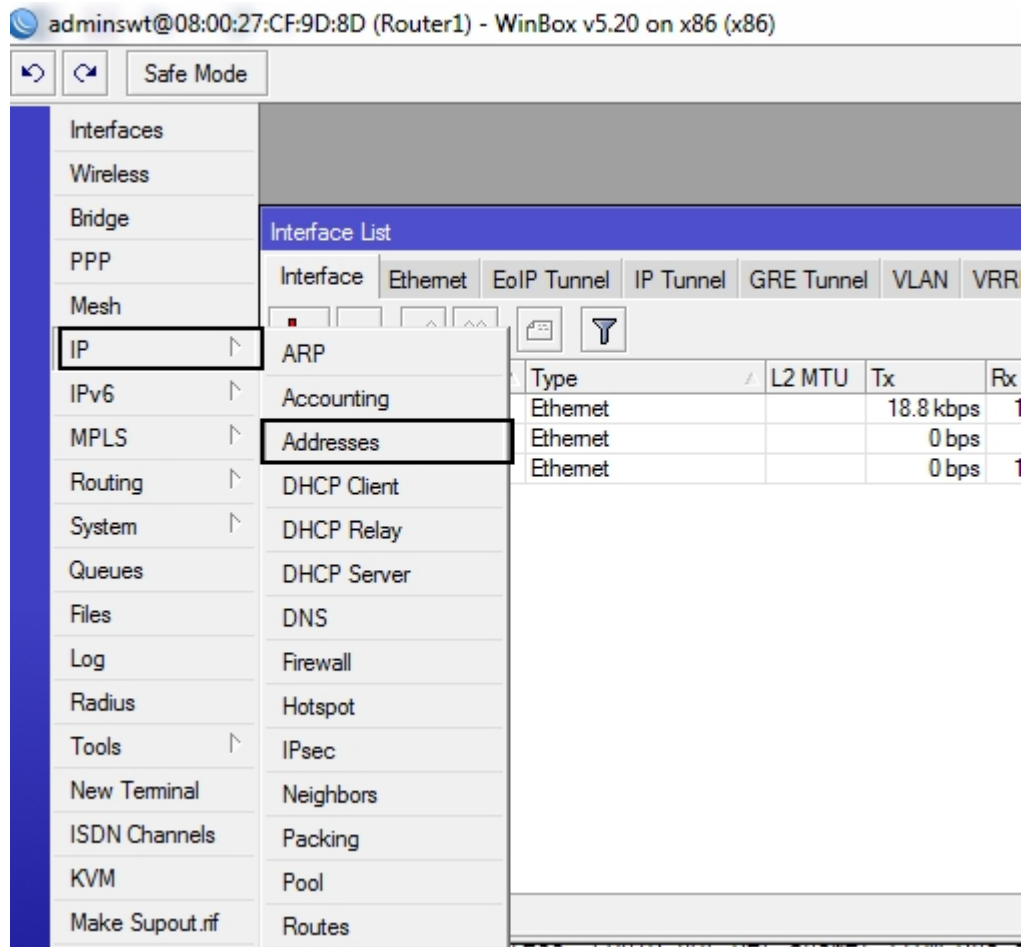 adminswt@08:00:27:CF:9D:8D (Router1) - WinBox v5.20 on x86 (x86)
Safe Mode
Interfaces
Wireless
Bridge
PPP
Mesh
IP
IPv6
MPLS
Routing
System
Queues
Files
Log
Radius
Tools
New Terminal
ISDN Channels
KVM
Make Supout.rif
ARP
Accounting
Addresses
DHCP Client
DHCP Relay
DHCP Server
DNS
Firewall
Hotspot
IPsec
Neighbors
Packing
Pool
Routes
Interface List
Interface Ethernet EoIP Tunnel IP Tunnel GRE Tunnel VLAN VRR
Type L2 MTU Tx Rx
Ethernet 18.8 kbps 1
Ethernet 0 bps
Ethernet 0 bps 1